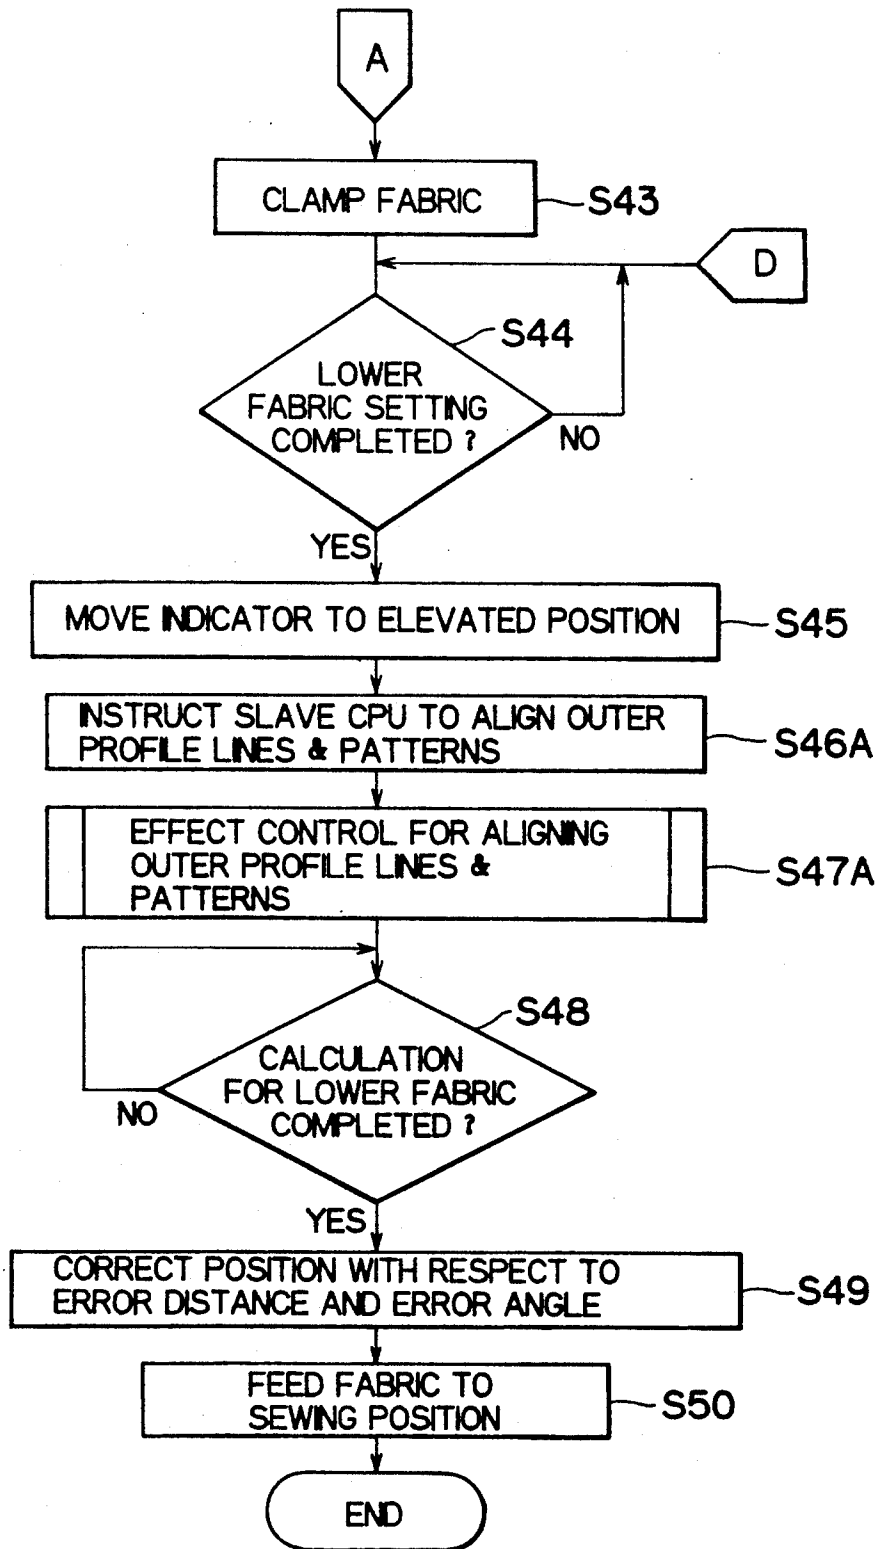 A
CLAMP FABRIC
S43
D
S44
LOWER
FABRIC SETTING
COMPLETED ?
NO
YES
MOVE INDICATOR TO ELEVATED POSITION
S45
INSTRUCT SLAVE CPU TO ALIGN OUTER
PROFILE LINES & PATTERNS
S46A
EFFECT CONTROL FOR ALIGNING
OUTER PROFILE LINES &
PATTERNS
S47A
S48
CALCULATION
FOR LOWER FABRIC
COMPLETED ?
NO
YES
CORRECT POSITION WITH RESPECT TO
ERROR DISTANCE AND ERROR ANGLE
S49
FEED FABRIC TO
SEWING POSITION
S50
END